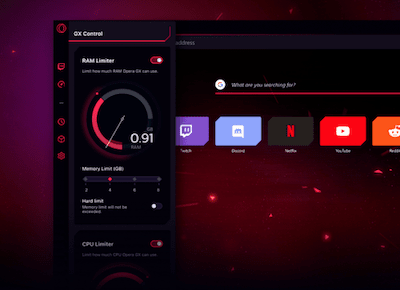 GX Control
address
RAM Limiter
Limit how much RAM Opera GX can use.
GB
0.91
RAM
Memory Limit (GB)
2 4 6 8
Hard limit
Memory limit will not be
exceeded.
CPU Limiter
Limit how much CPU Opera GX can use.
G What are you searching for?
Twitch
Discord
N
Netflix
YouTube
Reddit